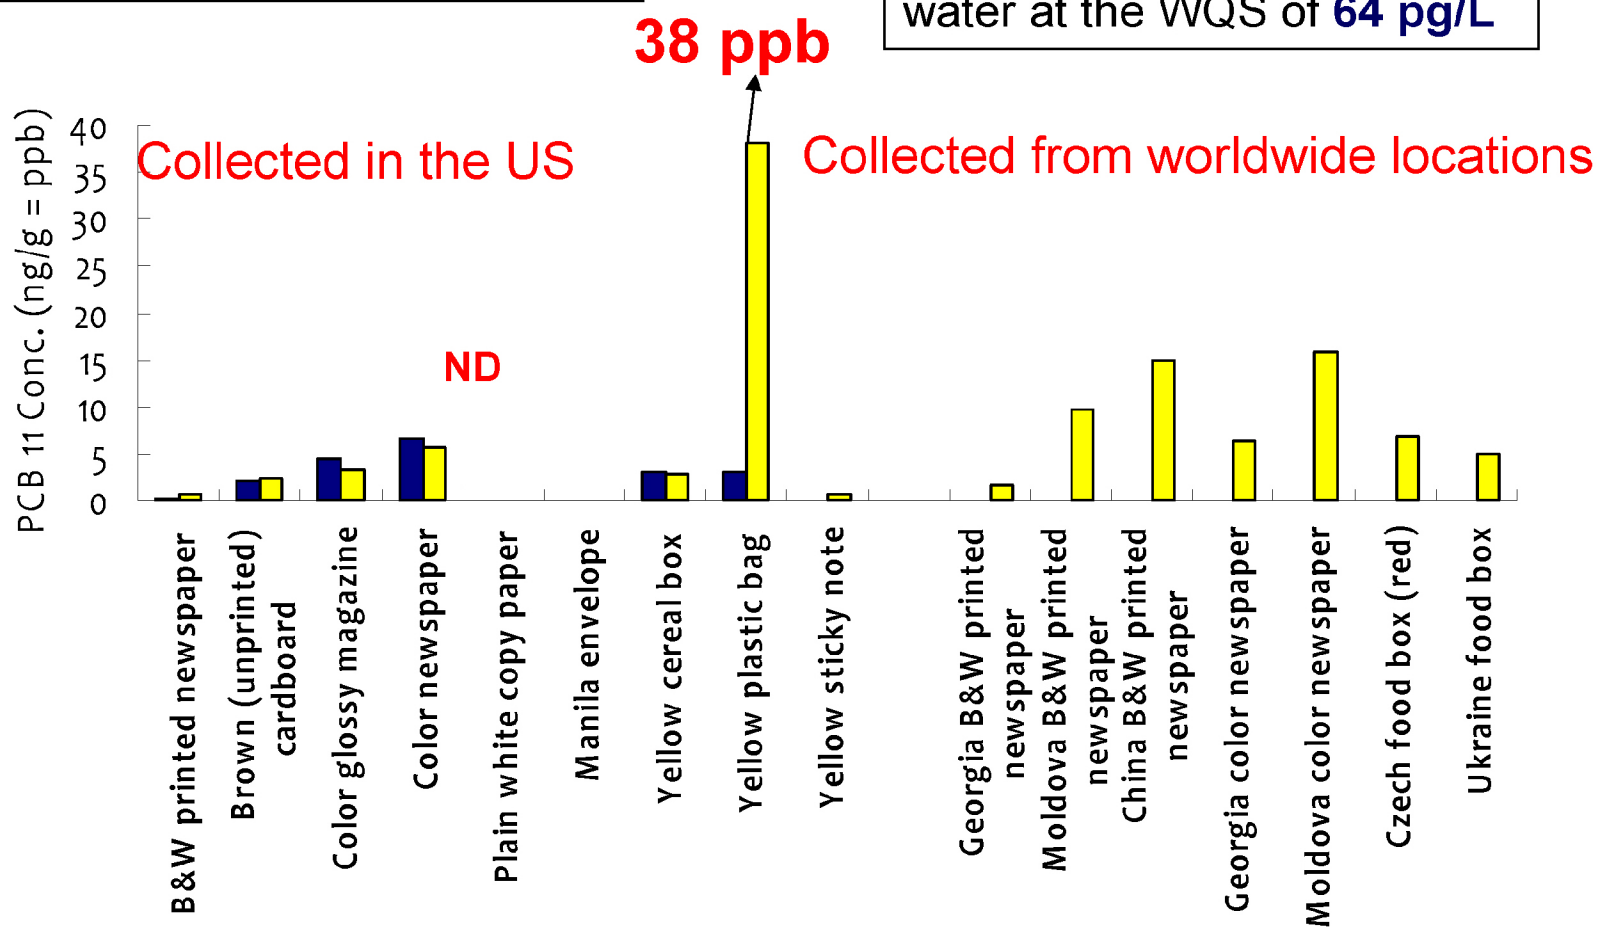 water at the WQS of 64 pg/L
38 ppb
Collected in the US
Collected from worldwide locations
ND
PCB 11 Conc. (ng/g = ppb)
40
35
30
25
20
15
10
5
0
B&W printed newspaper
Brown (unprinted)
cardboard
Color glossy magazine
Color newspaper
Plain white copy paper
Manila envelope
Yellow cereal box
Yellow plastic bag
Yellow sticky note
Georgia B&W printed
newspaper
Moldova B&W printed
newspaper
China B&W printed
newspaper
Georgia color newspaper
Moldova color newspaper
Czech food box (red)
Ukraine food box